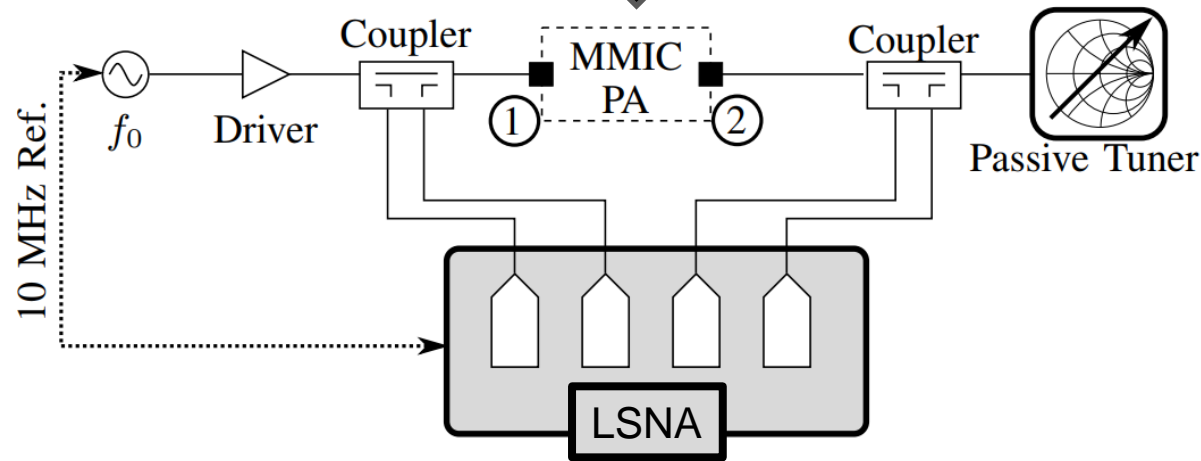 Coupler
MMIC
PA
Coupler
f₀
Driver
1
2
Passive Tuner
10 MHz Ref.
LSNA